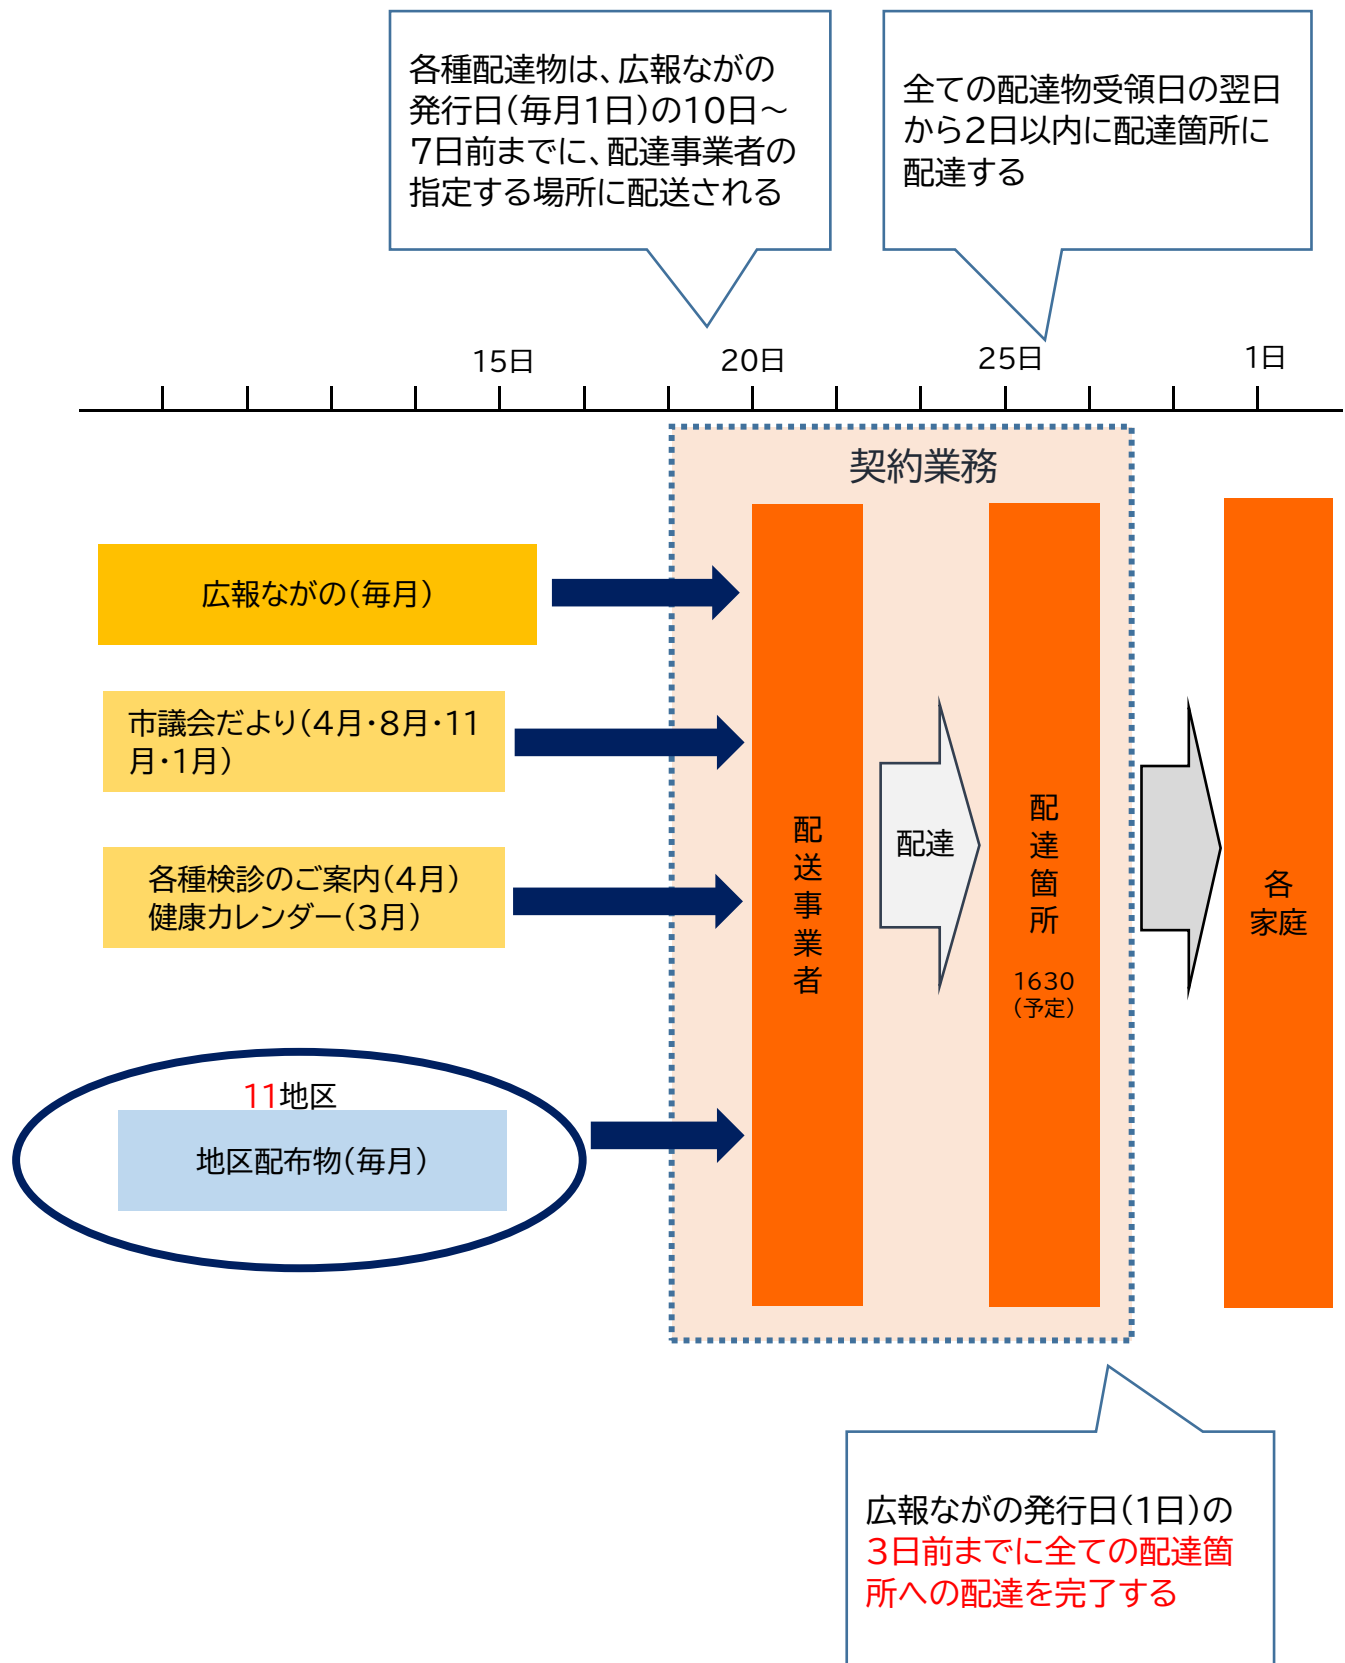 各種配達物は、広報ながの
発行日（毎月1日）の10日～
7日前までに、配達事業者の
指定する場所に配送される
全ての配達物受領日の翌日
から2日以内に配達箇所に
配達する
15日
20日
25日
1日
契約業務
広報ながの（毎月）
市議会だより（4月・8月・11
月・1月）
各種検診のご案内（4月）
健康カレンダー（3月）
11地区
地区配布物（毎月）
配送事業者
配達
配達箇所
1630
（予定）
各
家庭
広報ながの発行日（1日）の
3日前までに全ての配達箇
所への配達を完了する